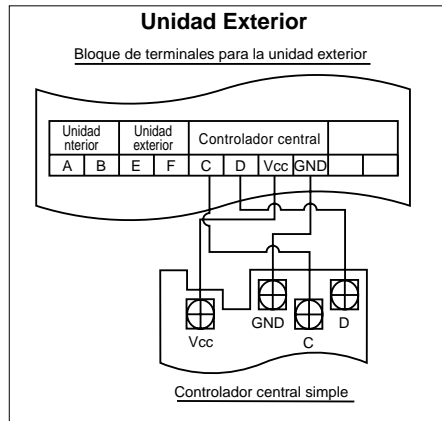 Unidad Exterior
Bloque de terminales para la unidad exterior
Unidad nterior Unidad exterior Controlador central
A B E F C D Vcc GND
Vcc GND C D
Controlador central simple